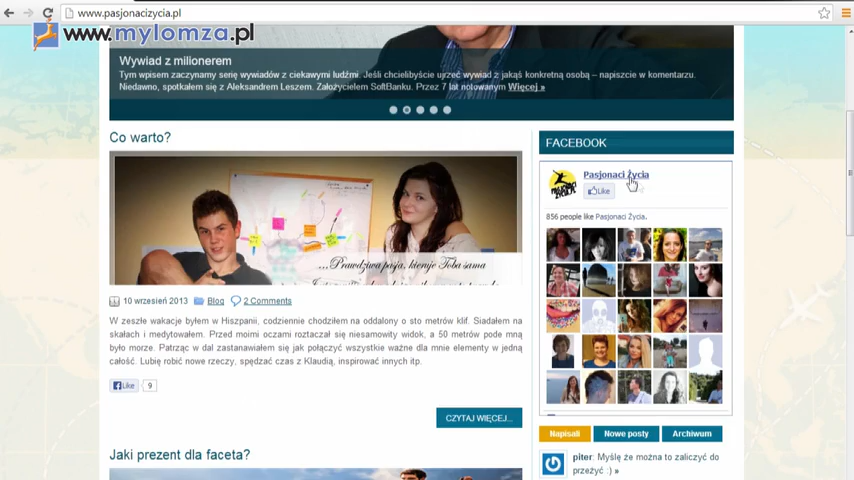 www.pasjonacizycia.pl
www.mylomza.pl
Wywiad z milionerem
Tym wpisem zaczynamy serię wywiadów z ciekawymi ludźmi. Jeśli chcielibyście ujrzeć wywiad z jakąś konkretną osobą – napiszcie w komentarzu.
Niedawno, spotkałem się z Aleksandrem Leszem. Założycielem SoftBanku. Przez 7 lat notowanym Więcej »
Co warto?
FACEBOOK
Pasjonaci Życia
Like
856 people like Pasjonaci Życia.
...Prawdziwa pasja, kieruje Tobą sama
10 wrzesień 2013 Blog 2 Comments
W zeszłe wakacje byłem w Hiszpanii, codziennie chodziłem na oddalony o sto metrów klif. Siadałem na
skałach i medytowałem. Przed moimi oczami roztaczał się niesamowity widok, a 50 metrów pode mną
było morze. Patrząc w dal zastanawiałem się jak połączyć wszystkie ważne dla mnie elementy w jedną
całość. Lubię robić nowe rzeczy, spędzać czas z Klaudią, inspirować innych itp.
Like 9
CZYTAJ WIĘCEJ...
Napisali Nowe posty Archiwum
Jaki prezent dla faceta?
piter: Myślę że można to zaliczyć do
przeżyć :) »